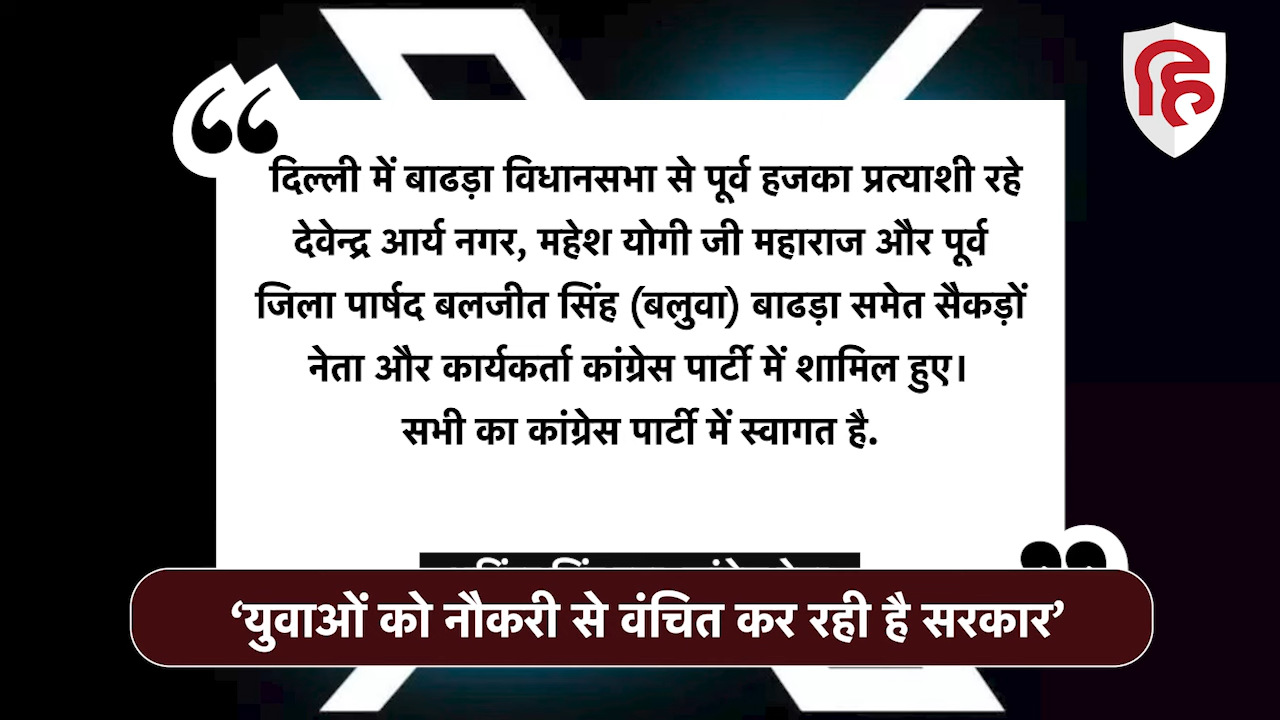 दिल्ली में बाढड़ा विधानसभा से पूर्व हजका प्रत्याशी रहे
देवेन्द्र आर्य नगर, महेश योगी जी महाराज और पूर्व
जिला पार्षद बलजीत सिंह (बलुवा) बाढड़ा समेत सैकड़ों
नेता और कार्यकर्ता कांग्रेस पार्टी में शामिल हुए।
सभी का कांग्रेस पार्टी में स्वागत है.
‘युवाओं को नौकरी से वंचित कर रही है सरकार’